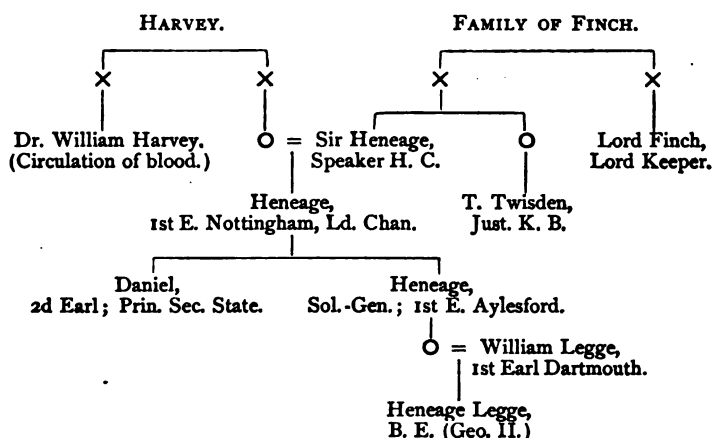 HARVEY. FAMILY OF FINCH.
Dr. William Harvey, = Sir Heneage, Lord Finch,
(Circulation of blood.) Speaker H. C. Lord Keeper.
Heneage, T. Twisden,
1st E. Nottingham, Ld. Chan. Just. K. B.
Daniel, Heneage,
2d Earl; Prin. Sec. State. Sol.-Gen.; 1st E. Aylesford.
= William Legge,
1st Earl Dartmouth.
Heneage Legge,
B. E. (Geo. II.)